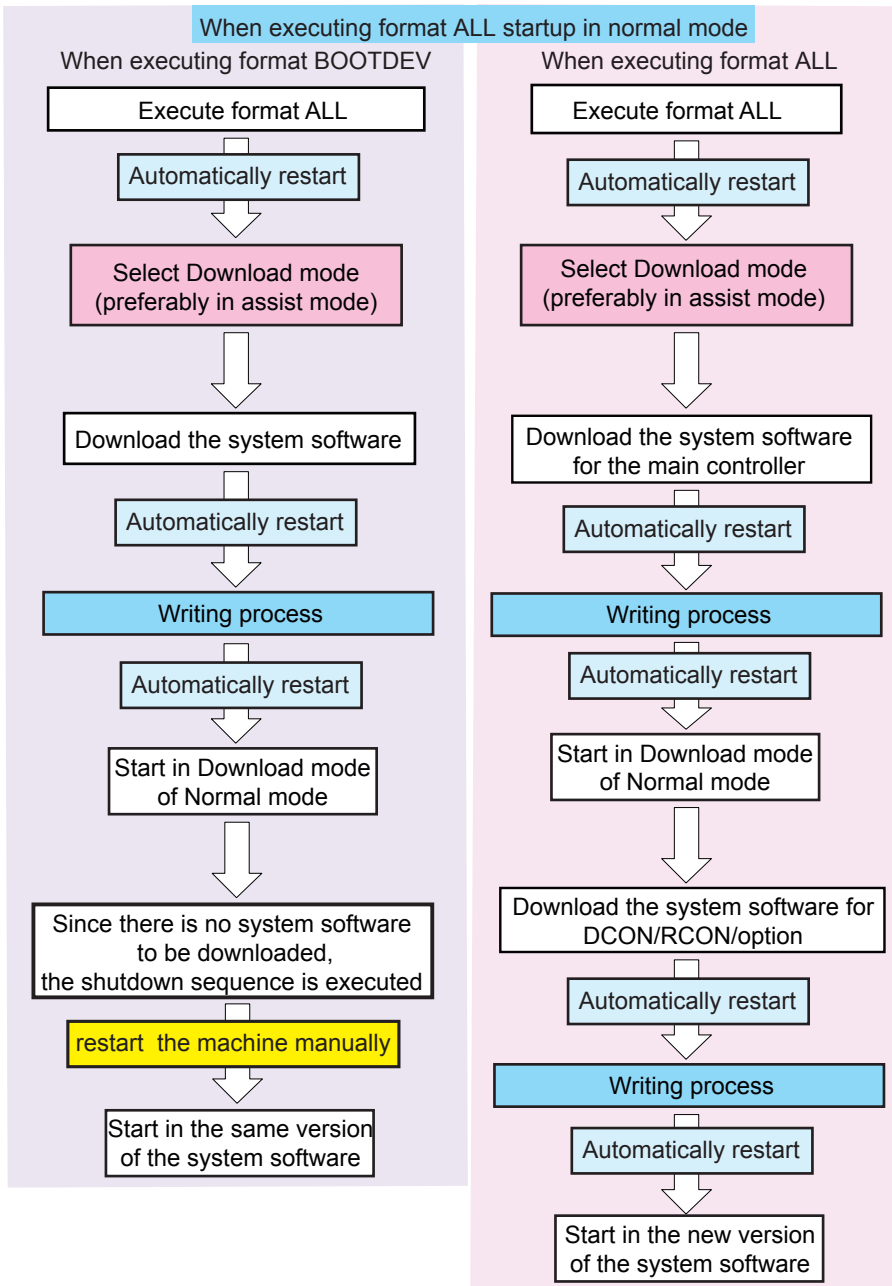 When executing format ALL startup in normal mode
When executing format BOOTDEV
Execute format ALL
Automatically restart
Select Download mode
(preferably in assist mode)
Download the system software
Automatically restart
Writing process
Automatically restart
Start in Download mode
of Normal mode
Since there is no system software
to be downloaded,
the shutdown sequence is executed
restart the machine manually
Start in the same version
of the system software
When executing format ALL
Execute format ALL
Automatically restart
Select Download mode
(preferably in assist mode)
Download the system software
for the main controller
Automatically restart
Writing process
Automatically restart
Start in Download mode
of Normal mode
Download the system software for
DCON/RCON/option
Automatically restart
Writing process
Automatically restart
Start in the new version
of the system software